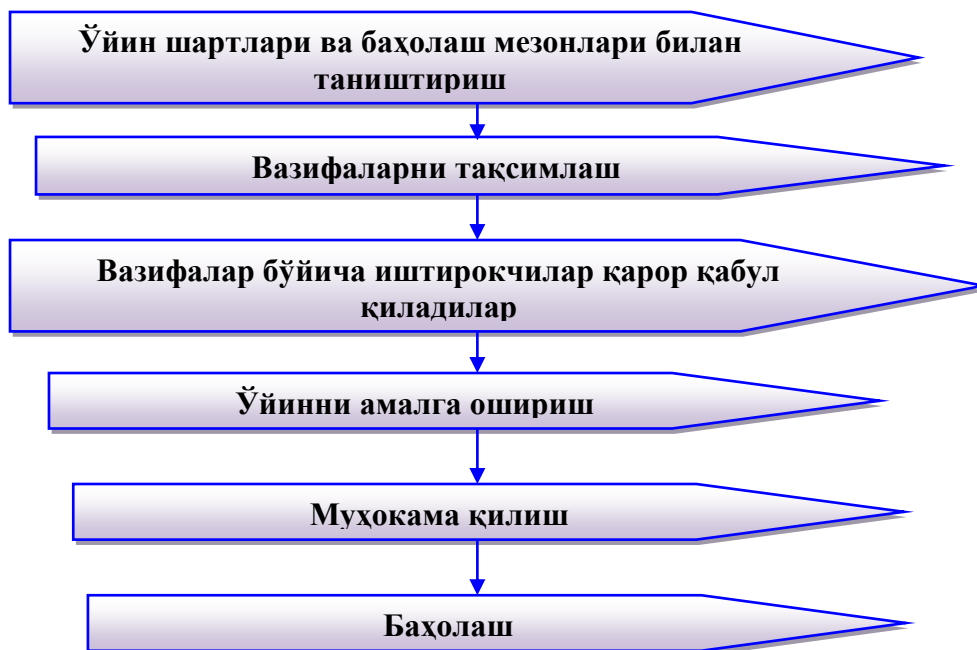 Ўйин шартлари ва баҳолаш мезонлари билан
таништириш
Вазифаларни тақсимлаш
Вазифалар бўйича иштирокчилар қарор қабул
қиладилар
Ўйинни амалга ошириш
Муҳокама қилиш
Баҳолаш